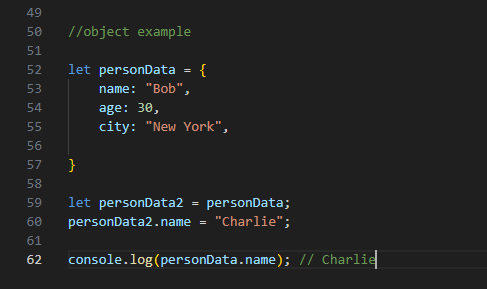 49
50 //object example
51
52 let personData = {
53 name: "Bob",
54 age: 30,
55 city: "New York",
56
57 }
58
59 let personData2 = personData;
60 personData2.name = "Charlie";
61
62 console.log(personData.name); // Charlie